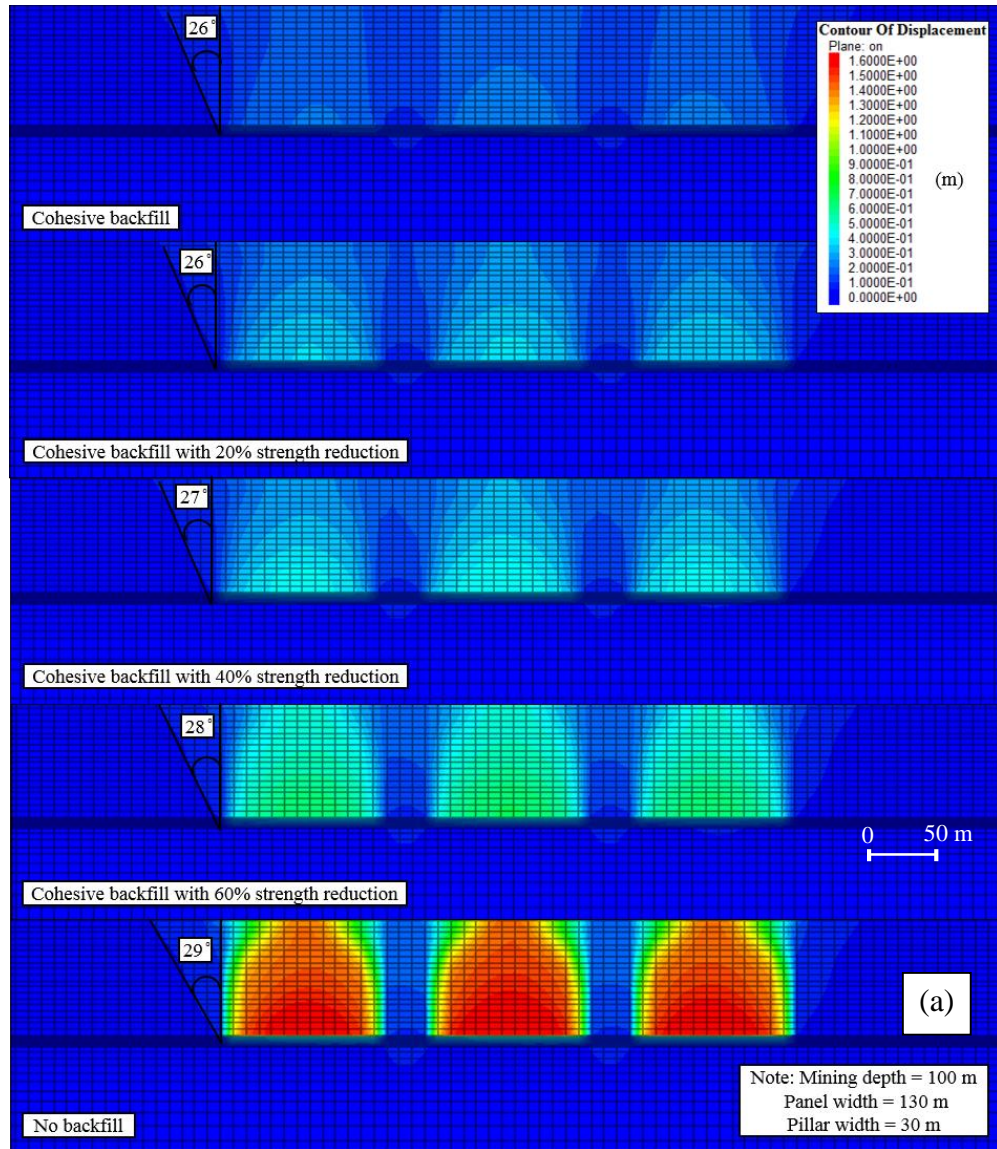 26°
Contour Of Displacement
Plane: on
1.6000E+00
1.4000E+00
1.3000E+00
1.2000E+00
1.1000E+00
1.0000E+00
9.0000E-01
8.0000E-01
7.0000E-01
6.0000E-01
5.0000E-01
4.0000E-01
3.0000E-01
2.0000E-01
1.0000E-01
0.0000E+00
(m)
Cohesive backfill
26°
Cohesive backfill with 20% strength reduction
27°
Cohesive backfill with 40% strength reduction
28°
0 50 m
Cohesive backfill with 60% strength reduction
29°
(a)
Note: Mining depth = 100 m
Panel width = 130 m
Pillar width = 30 m
No backfill